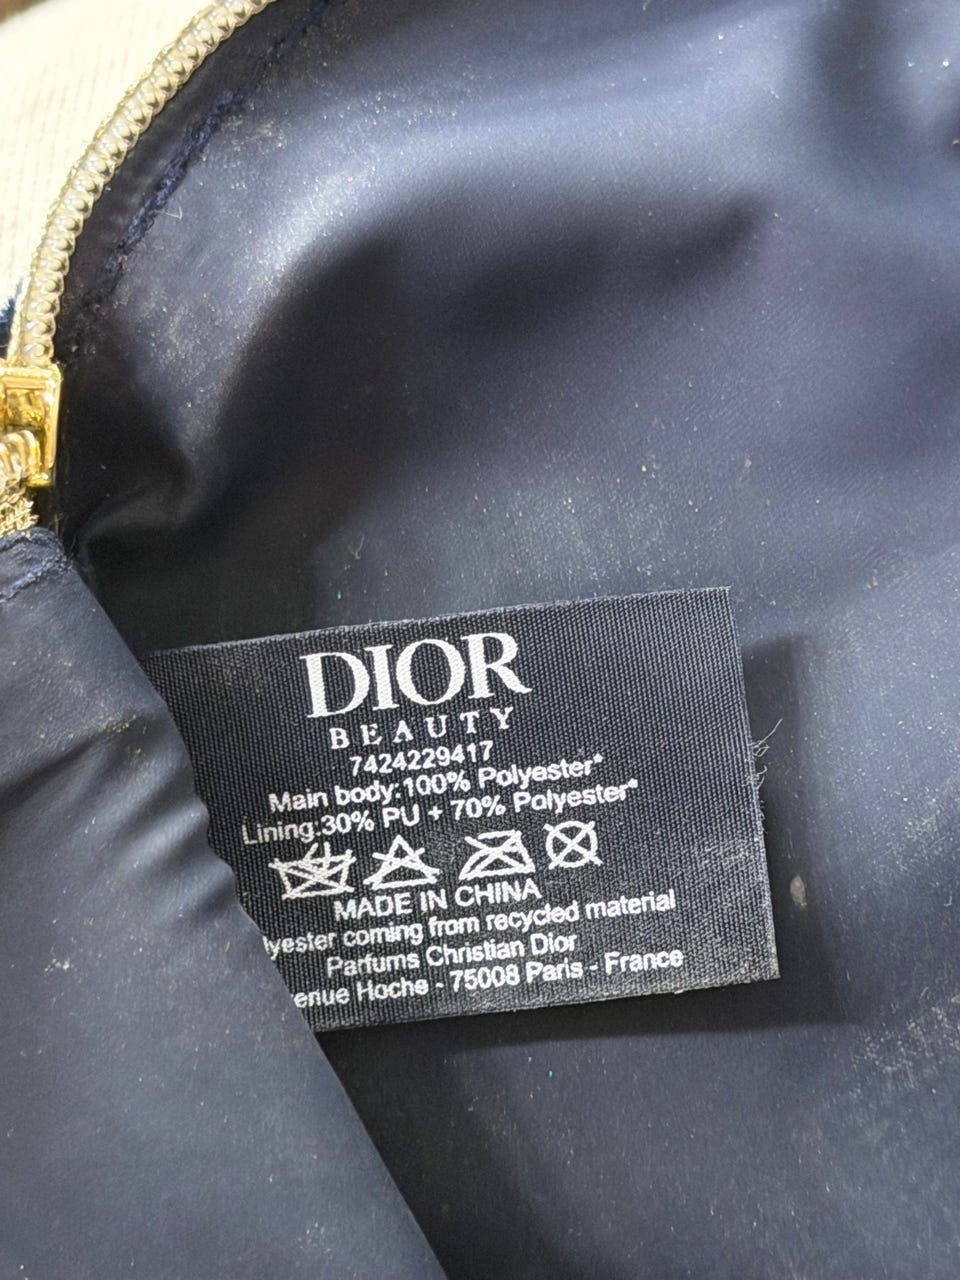 DIOR
BEAUTY
7424229417
Main body:100% Polyester*
Lining:30% PU + 70% Polyester*
MADE IN CHINA
lyester coming from recycled material
Parfums Christian Dior
enue Hoche - 75008 Paris - France